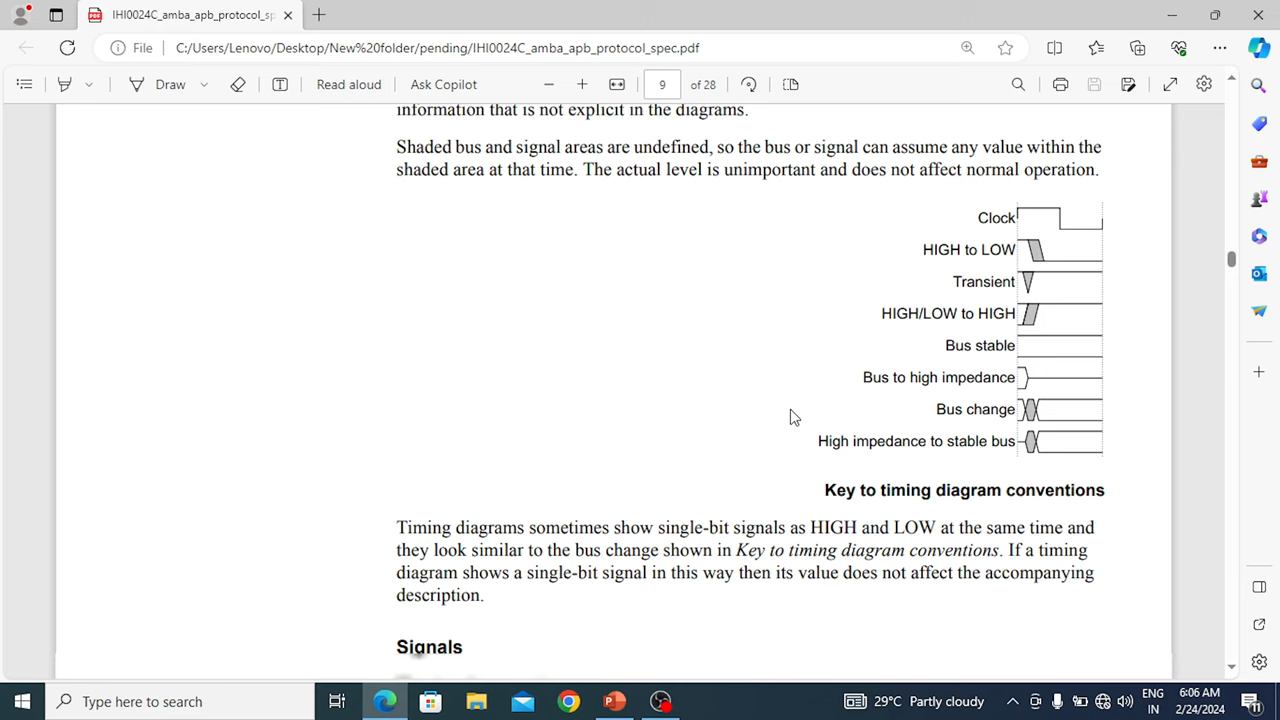 IHI0024C_amba_apb_protocol_sp
File
C:/Users/Lenovo/Desktop/New%20folder/pending/IHI0024C_amba_apb_protocol_spec.pdf
Draw
Read aloud
Ask Copilot
9
of 28
information that is not explicit in the diagrams.
Shaded bus and signal areas are undefined, so the bus or signal can assume any value within the
shaded area at that time. The actual level is unimportant and does not affect normal operation.
Clock
HIGH to LOW
Transient
HIGH/LOW to HIGH
Bus stable
Bus to high impedance
Bus change
High impedance to stable bus
Key to timing diagram conventions
Timing diagrams sometimes show single-bit signals as HIGH and LOW at the same time and
they look similar to the bus change shown in Key to timing diagram conventions. If a timing
diagram shows a single-bit signal in this way then its value does not affect the accompanying
description.
Signals
Type here to search
29°C Partly cloudy
ENG
IN
6:06 AM
2/24/2024
11